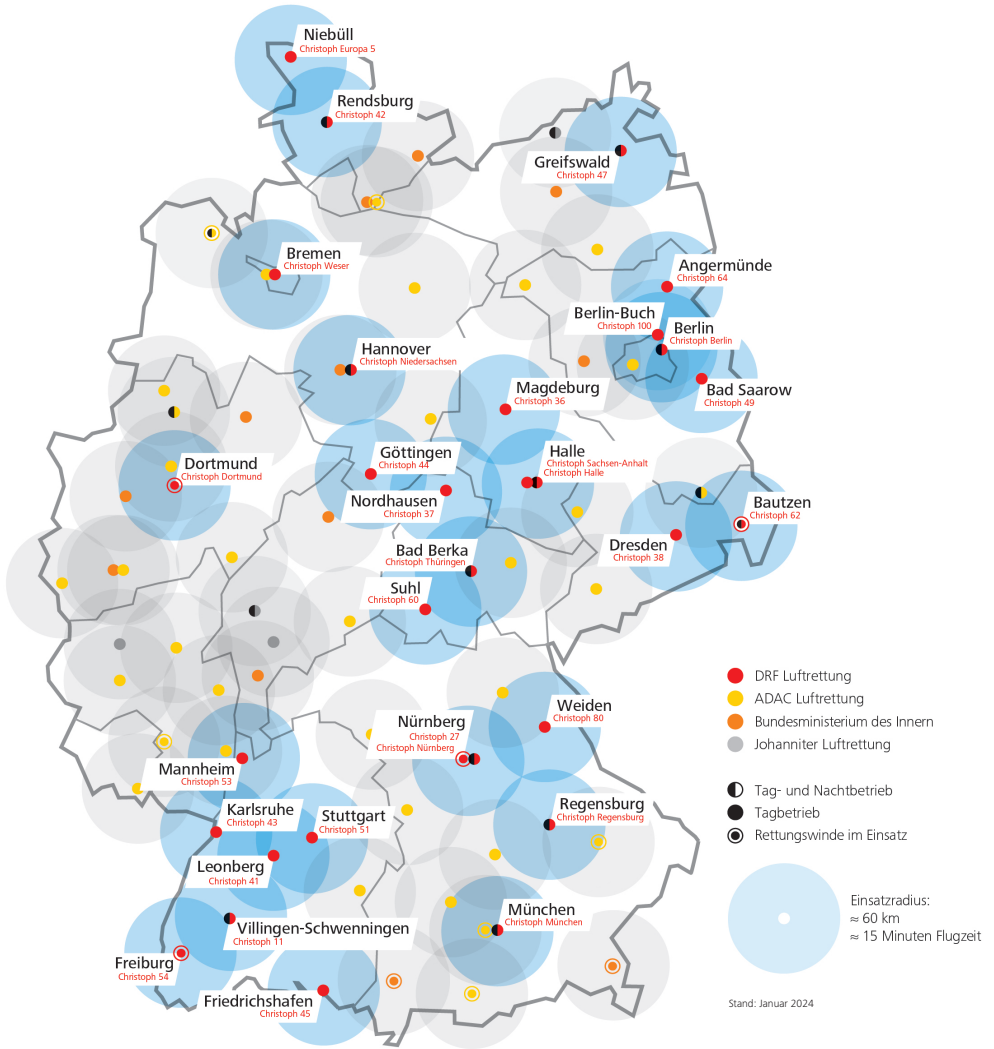 Niebüll
Christoph Europa 5
Rendsburg
Christoph 42
Greifswald
Christoph 47
Bremen
Christoph Weser
Angermünde
Christoph 64
Berlin-Buch
Christoph 100
Berlin
Christoph Berlin
Hannover
Christoph Niedersachsen
Magdeburg
Christoph 36
Bad Saarow
Christoph 49
Göttingen
Christoph 44
Halle
Christoph Sachsen-Anhalt
Christoph Halle
Dortmund
Christoph Dortmund
Nordhausen
Christoph 37
Bautzen
Christoph 62
Dresden
Christoph 38
Bad Berka
Christoph Thüringen
Suhl
Christoph 60
DRF Luftrettung
ADAC Luftrettung
Bundesministerium des Innern
Johanniter Luftrettung
Weiden
Christoph 80
Nürnberg
Christoph 27
Christoph Nürnberg
Mannheim
Christoph 53
Tag- und Nachtbetrieb
Tagbetrieb
Rettungswinde im Einsatz
Karlsruhe
Christoph 43
Stuttgart
Christoph 51
Regensburg
Christoph Regensburg
Leonberg
Christoph 41
Einsatzradius:
≈ 60 km
≈ 15 Minuten Flugzeit
München
Christoph München
Villingen-Schwenningen
Christoph 11
Freiburg
Christoph 54
Friedrichshafen
Christoph 45
Stand: Januar 2024